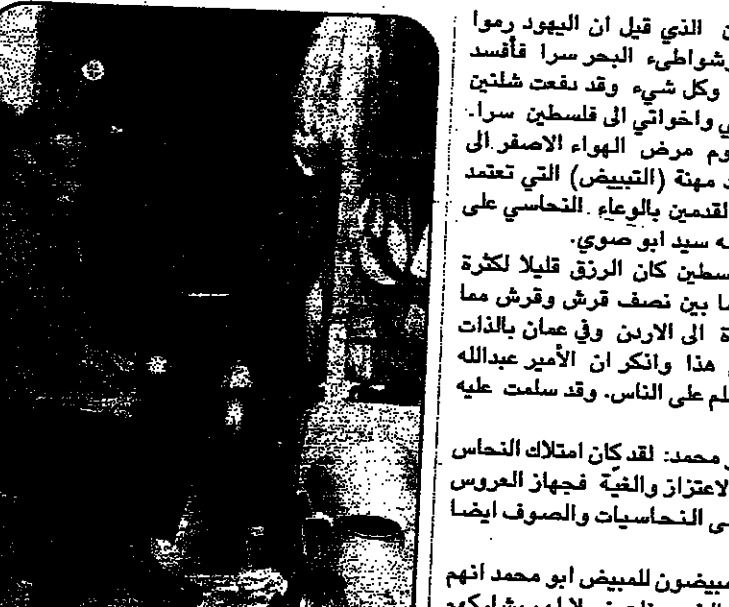 الذي قيل ان اليهود رموا
وشواطىء البحر سرا فأفسد
وكل شيء وقد دفعت شلنين
ي واخواتي الى فلسطين سرا.
وم مرض الهواء الاصفر الى
د مهنة (التبييض) التي تعتمد
القدمين بالوعاء النحاسي على
ه سيد ابو صوي.
سطين كان الرزق قليلا لكثرة
ما بين نصف قرش وقرش مما
ة الى الاردن وفي عمان بالذات
هذا وانكر ان الأمير عبدالله
لم على الناس. وقد سلمت عليه
و محمد: لقد كان امتلاك النحاس
الاعتزاز والغيّة فجهاز العروس
ى النحاسيات والصوف ايضا
مبيضون للمبيض ابو محمد انهم